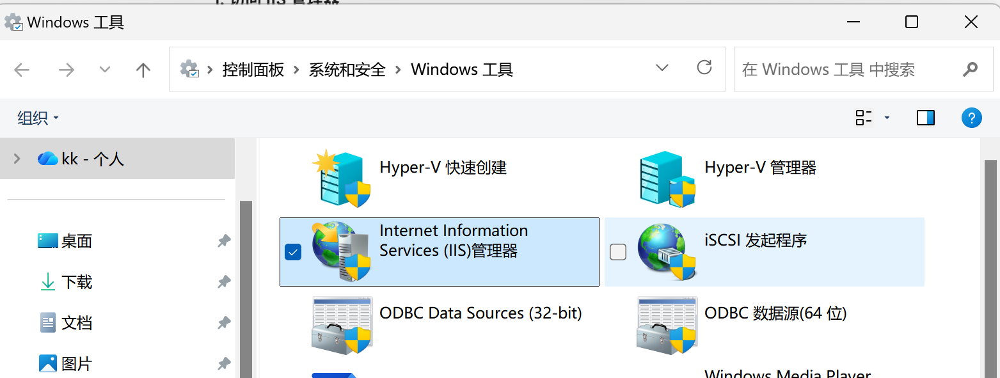 Windows 工具
控制面板 > 系统和安全 > Windows 工具
在 Windows 工具 中搜索
组织
kk - 个人
桌面
下载
文档
图片
Hyper-V 快速创建
Hyper-V 管理器
Internet Information
Services (IIS)管理器
iSCSI 发起程序
ODBC Data Sources (32-bit)
ODBC 数据源(64 位)
Windows Media Player